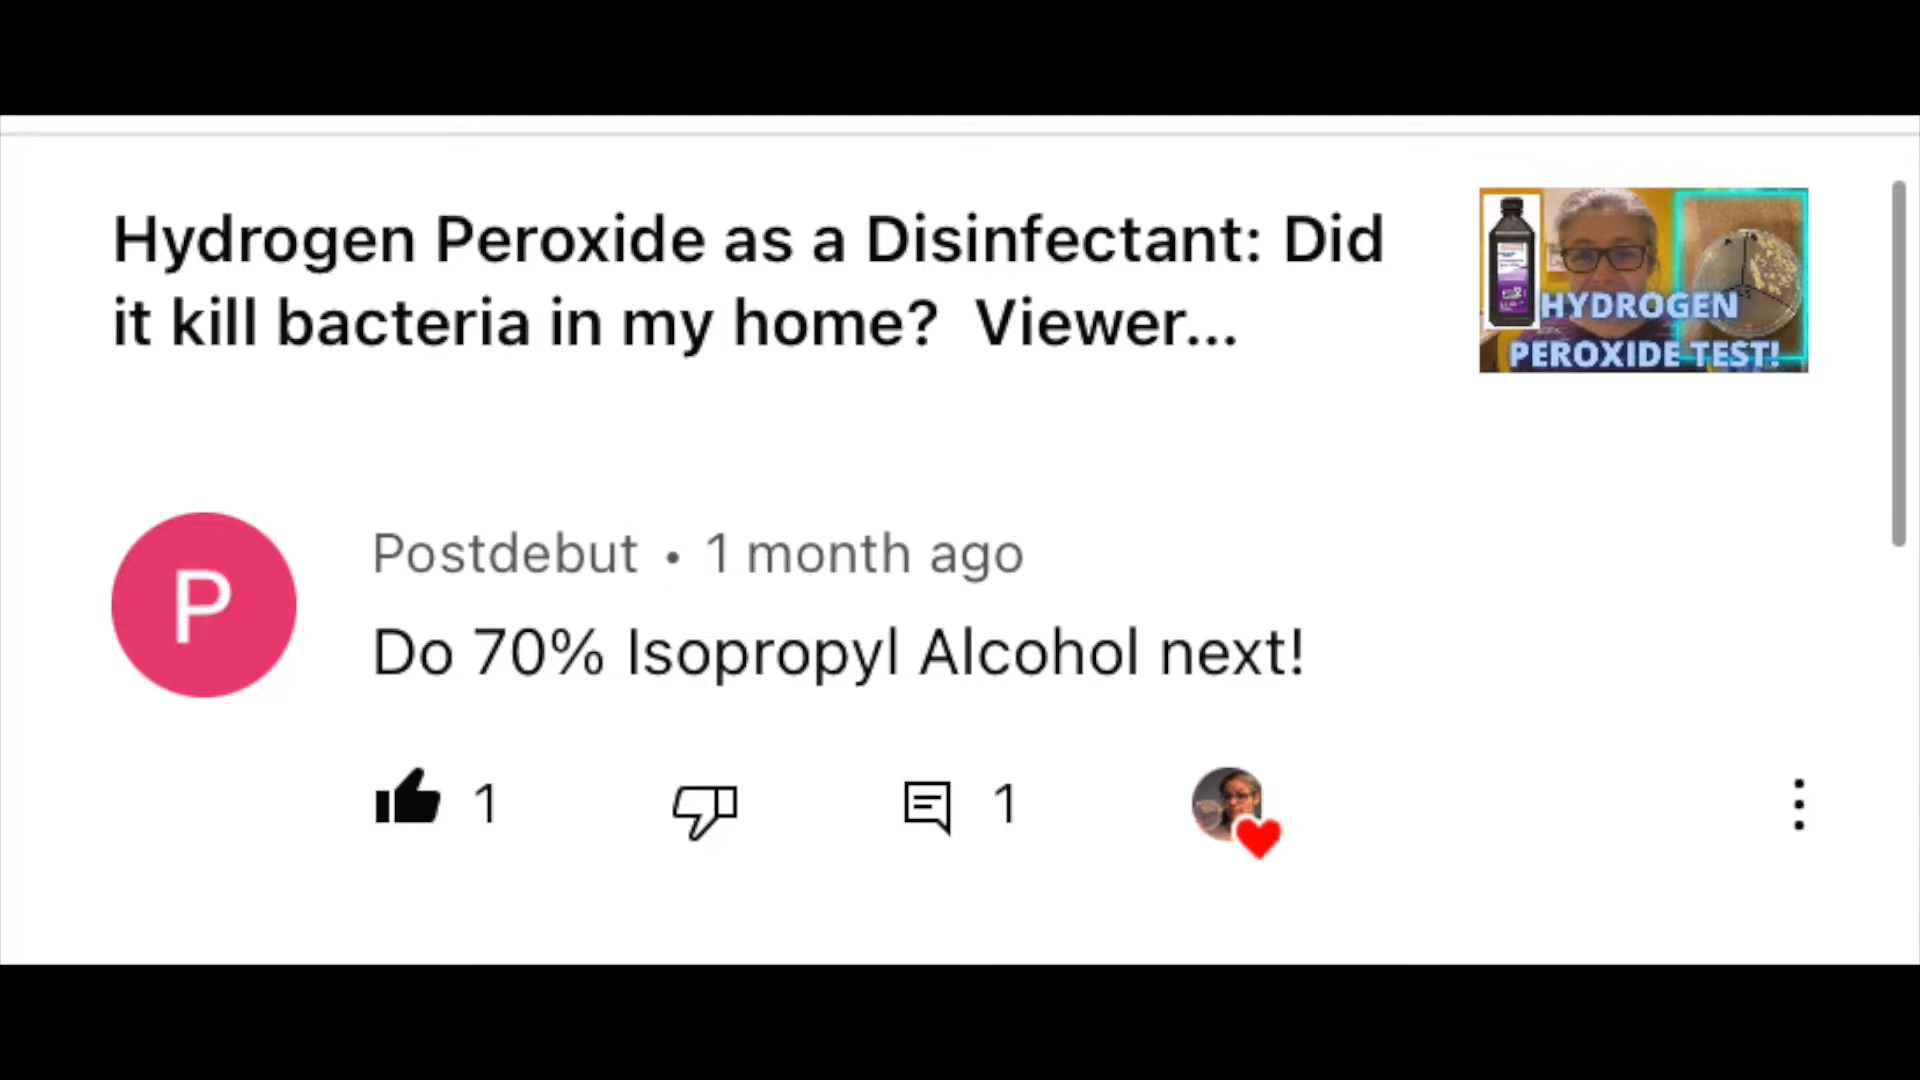 Hydrogen Peroxide as a Disinfectant: Did
it kill bacteria in my home? Viewer...
HYDROGEN
PEROXIDE TEST!
P
Postdebut • 1 month ago
Do 70% Isopropyl Alcohol next!
1
1